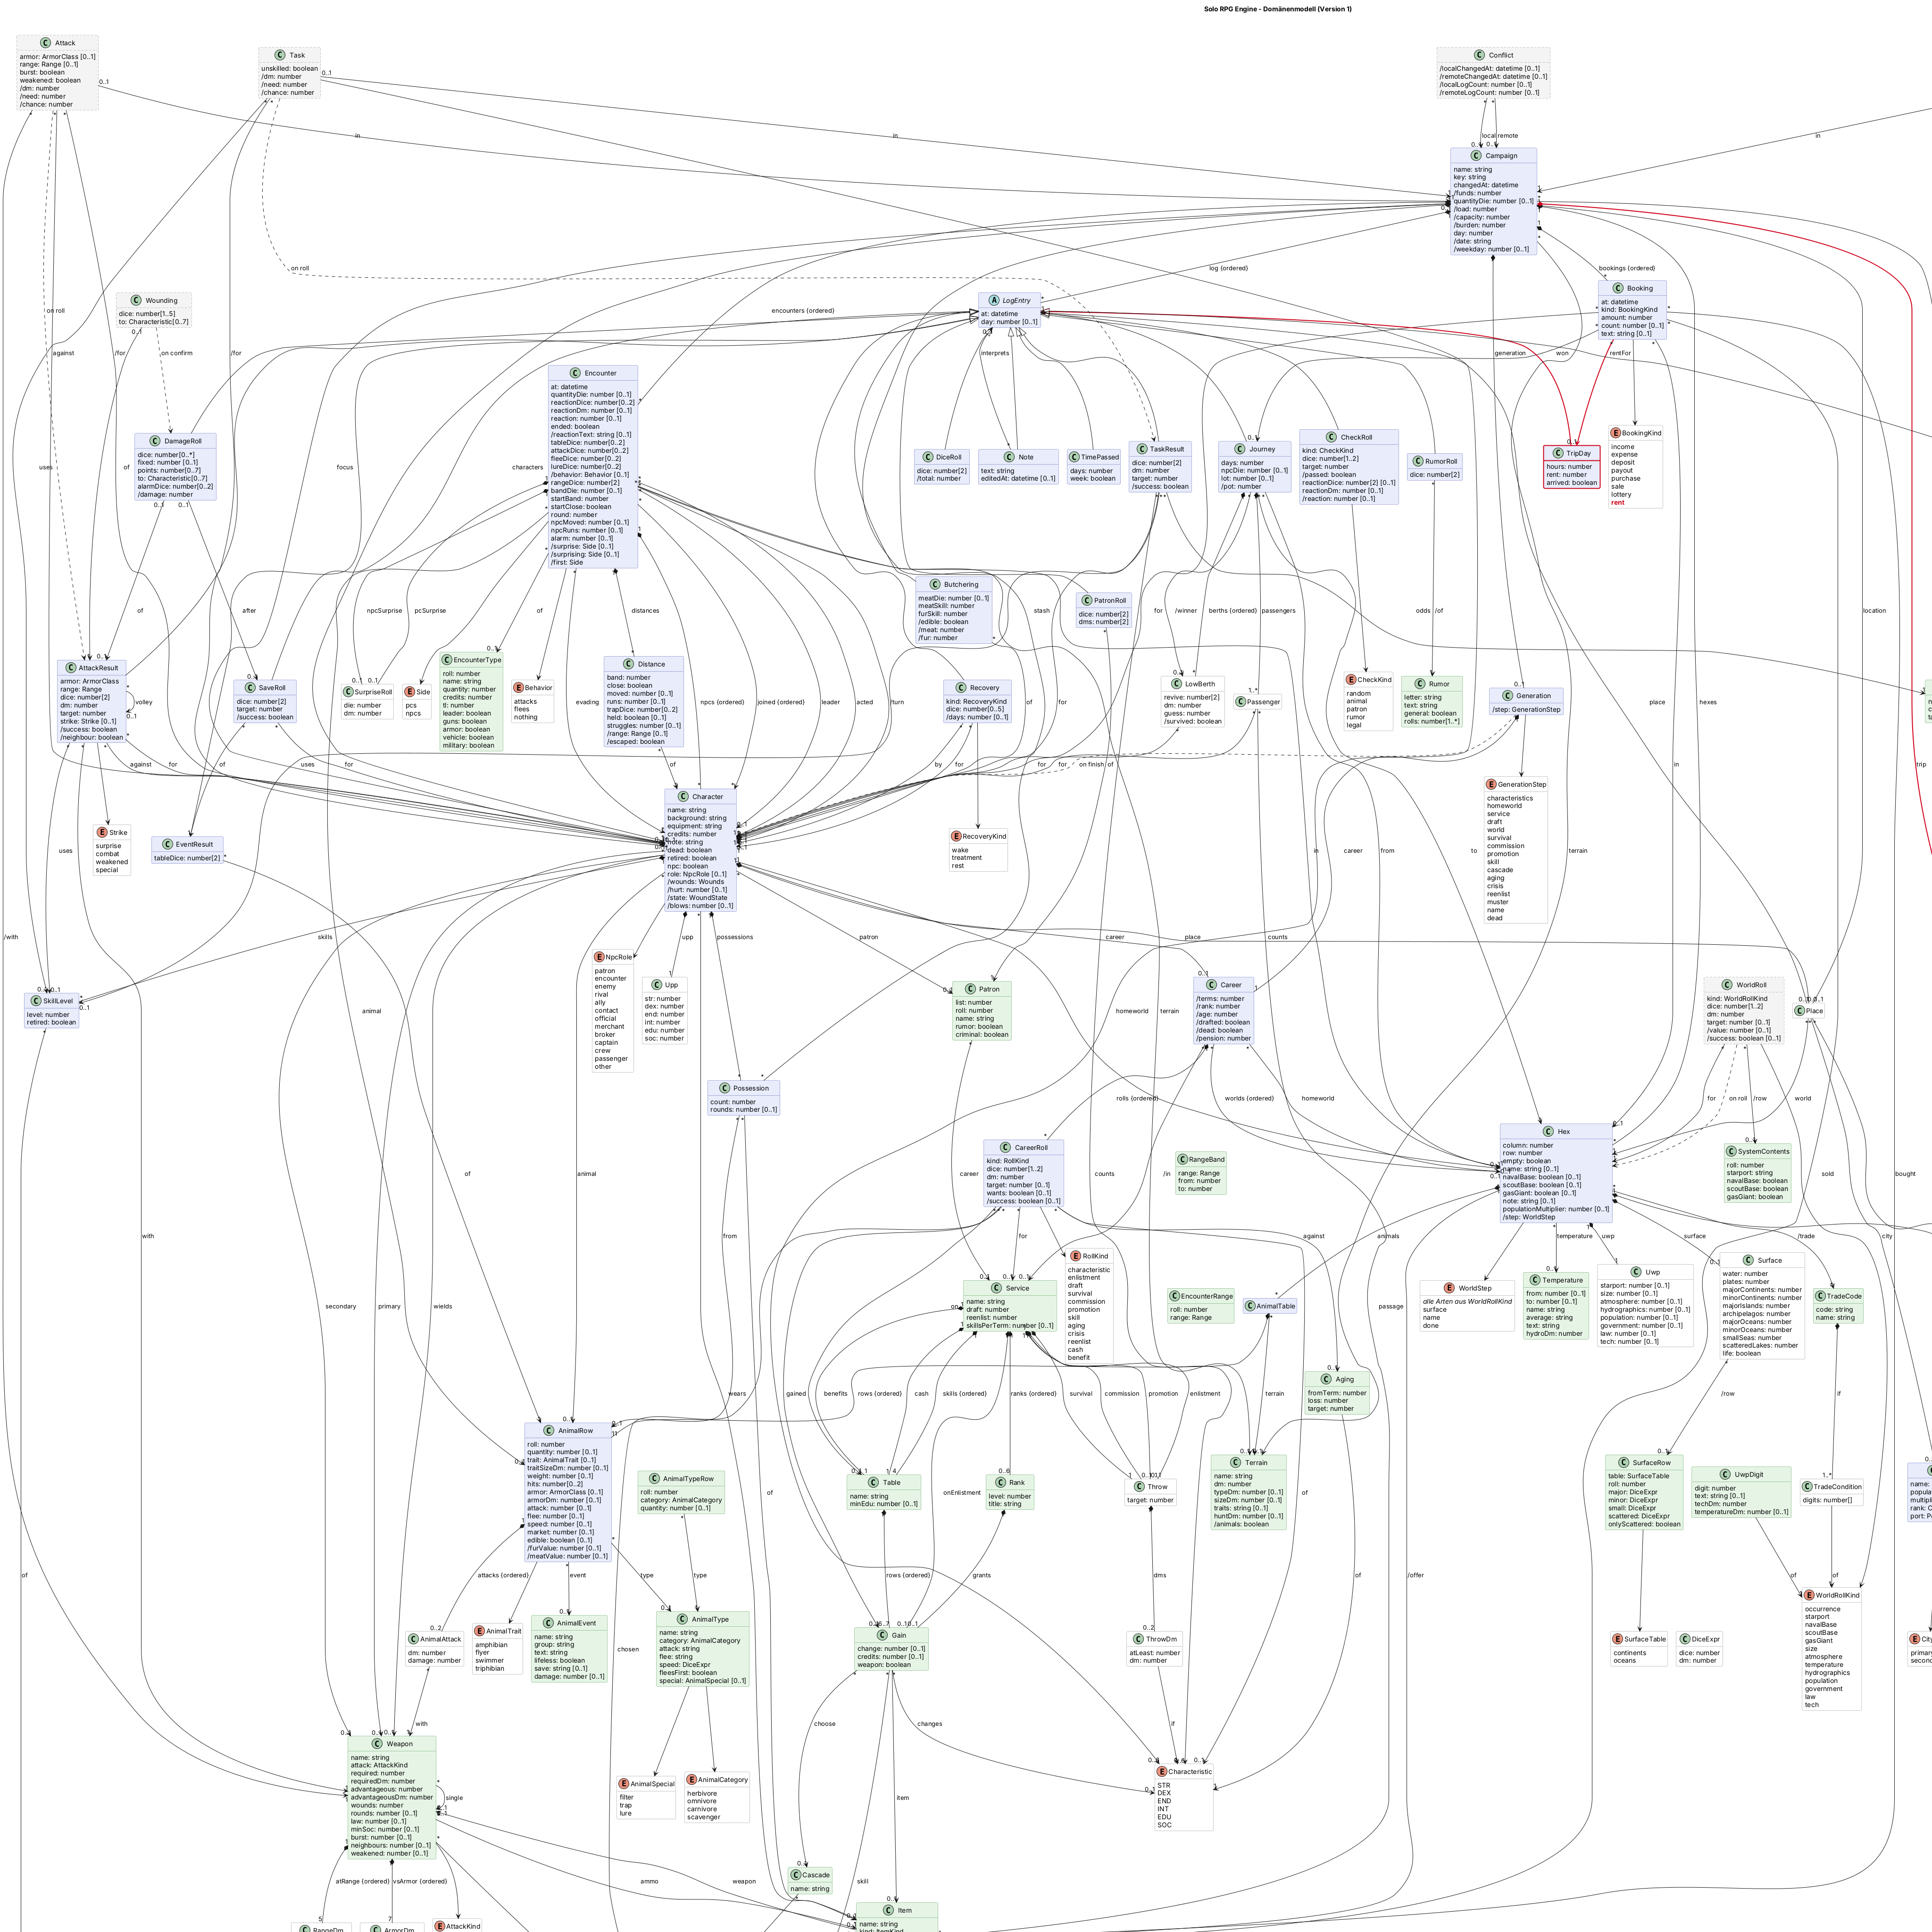 Solo RPG Engine - Domänenmodell (Version 1)
Attack
armor: ArmorClass [0..1]
range: Range [0..1]
burst: boolean
weakened: boolean
/dm: number
/need: number
/chance: number
Task
unskilled: boolean
/dm: number
/need: number
/chance: number
Conflict
/localChangedAt: datetime [0..1]
/remoteChangedAt: datetime [0..1]
/localLogCount: number [0..1]
/remoteLogCount: number [0..1]
in
in
local
remote
in
Campaign
name: string
key: string
changedAt: datetime
/funds: number
quantityDie: number [0..1]
/load: number
/capacity: number
/burden: number
day: number
/date: string
/weekday: number [0..1]
on roll
log {ordered}
bookings {ordered}
Wounding
dice: number[1..5]
to: Characteristic[0..7]
LogEntry
at: datetime
day: number [0..1]
Booking
at: datetime
kind: BookingKind
amount: number
count: number [0..1]
text: string [0..1]
on roll
against
/for
on confirm
/for
encounters {ordered}
interprets
generation
won
rentFor
Encounter
at: datetime
quantityDie: number [0..1]
reactionDice: number[0..2]
reactionDm: number [0..1]
reaction: number [0..1]
ended: boolean
/reactionText: string [0..1]
tableDice: number[0..2]
attackDice: number[0..2]
fleeDice: number[0..2]
lureDice: number[0..2]
/behavior: Behavior [0..1]
rangeDice: number[2]
bandDie: number [0..1]
startBand: number
startClose: boolean
round: number
npcMoved: number [0..1]
npcRuns: number [0..1]
alarm: number [0..1]
/surprise: Side [0..1]
/surprising: Side [0..1]
/first: Side
DamageRoll
dice: number[0..*]
fixed: number [0..1]
points: number[0..7]
to: Characteristic[0..7]
alarmDice: number[0..2]
/damage: number
DiceRoll
dice: number[2]
/total: number
Note
text: string
editedAt: datetime [0..1]
TimePassed
days: number
week: boolean
TaskResult
dice: number[2]
dm: number
target: number
/success: boolean
Journey
days: number
npcDie: number [0..1]
lot: number [0..1]
/pot: number
CheckRoll
kind: CheckKind
dice: number[1..2]
target: number
/passed: boolean
reactionDice: number[2] [0..1]
reactionDm: number [0..1]
/reaction: number [0..1]
RumorRoll
dice: number[2]
TripDay
hours: number
rent: number
arrived: boolean
BookingKind
income
expense
deposit
payout
purchase
sale
lottery
rent
uses
of
focus
characters
of
after
npcSurprise
pcSurprise
of
distances
stash
for
/winner
berths {ordered}
passengers
odds
/of
place
hexes
location
Butchering
meatDie: number [0..1]
meatSkill: number
furSkill: number
/edible: boolean
/meat: number
/fur: number
PatronRoll
dice: number[2]
dms: number[2]
AttackResult
armor: ArmorClass
range: Range
dice: number[2]
dm: number
target: number
strike: Strike [0..1]
/success: boolean
/neighbour: boolean
volley
SaveRoll
dice: number[2]
target: number
/success: boolean
SurpriseRoll
die: number
dm: number
Side
pcs
npcs
EncounterType
roll: number
name: string
quantity: number
credits: number
tl: number
leader: boolean
guns: boolean
armor: boolean
vehicle: boolean
military: boolean
Behavior
attacks
flees
nothing
Distance
band: number
close: boolean
moved: number [0..1]
runs: number [0..1]
trapDice: number[0..2]
held: boolean [0..1]
struggles: number [0..1]
/range: Range [0..1]
/escaped: boolean
evading
npcs {ordered}
joined {ordered}
leader
acted
/turn
Recovery
kind: RecoveryKind
dice: number[0..5]
/days: number [0..1]
LowBerth
revive: number[2]
dm: number
guess: number
/survived: boolean
Passenger
CheckKind
random
animal
patron
rumor
legal
Rumor
letter: string
text: string
general: boolean
rolls: number[1..*]
Generation
/step: GenerationStep
against
for
of
for
uses
of
by
for
for
for
on finish
of
for
of
in
trip
Character
name: string
background: string
equipment: string
credits: number
note: string
dead: boolean
retired: boolean
npc: boolean
role: NpcRole [0..1]
/wounds: Wounds
/hurt: number [0..1]
/state: WoundState
/blows: number [0..1]
Strike
surprise
combat
weakened
special
EventResult
tableDice: number[2]
RecoveryKind
wake
treatment
rest
GenerationStep
characteristics
homeworld
service
draft
world
survival
commission
promotion
skill
cascade
aging
crisis
reenlist
muster
name
dead
uses
career
from
to
terrain
in
/with
with
skills
upp
possessions
patron
career
place
counts
SkillLevel
level: number
retired: boolean
NpcRole
patron
encounter
enemy
rival
ally
contact
official
merchant
broker
captain
crew
passenger
other
Upp
str: number
dex: number
end: number
int: number
edu: number
soc: number
Patron
list: number
roll: number
name: string
rumor: boolean
criminal: boolean
Career
/terms: number
/rank: number
/age: number
/drafted: boolean
/dead: boolean
/pension: number
WorldRoll
kind: WorldRollKind
dice: number[1..2]
dm: number
target: number [0..1]
/value: number [0..1]
/success: boolean [0..1]
Place
animal
homeworld
terrain
Possession
count: number
rounds: number [0..1]
rolls {ordered}
worlds {ordered}
homeworld
for
on roll
/row
world
Hex
column: number
row: number
empty: boolean
name: string [0..1]
navalBase: boolean [0..1]
scoutBase: boolean [0..1]
gasGiant: boolean [0..1]
note: string [0..1]
populationMultiplier: number [0..1]
/step: WorldStep
SystemContents
roll: number
starport: string
navalBase: boolean
scoutBase: boolean
gasGiant: boolean
CareerRoll
kind: RollKind
dice: number[1..2]
dm: number
target: number [0..1]
wants: boolean [0..1]
/success: boolean [0..1]
RangeBand
range: Range
from: number
to: number
of
animal
career
counts
/in
sold
bought
from
for
against
animals
temperature
uwp
surface
/trade
city
RollKind
characteristic
enlistment
draft
survival
commission
promotion
skill
aging
crisis
reenlist
cash
benefit
Service
name: string
draft: number
reenlist: number
skillsPerTerm: number [0..1]
EncounterRange
roll: number
range: Range
AnimalTable
WorldStep
alle Arten aus WorldRollKind
surface
name
done
Temperature
from: number [0..1]
to: number [0..1]
average: string
text: string
hydroDm: number
Uwp
starport: number [0..1]
size: number [0..1]
atmosphere: number [0..1]
hydrographics: number [0..1]
population: number [0..1]
government: number [0..1]
law: number [0..1]
tech: number [0..1]
Surface
water: number
plates: number
majorContinents: number
minorContinents: number
majorIslands: number
archipelagos: number
majorOceans: number
minorOceans: number
smallSeas: number
scatteredLakes: number
life: boolean
TradeCode
code: string
name: string
secondary
primary
wields
on
passage
wears
gained
benefits
rows {ordered}
cash
skills {ordered}
ranks {ordered}
survival
commission
promotion
enlistment
terrain
/row
if
Aging
fromTerm: number
loss: number
target: number
AnimalRow
roll: number
quantity: number [0..1]
trait: AnimalTrait [0..1]
traitSizeDm: number [0..1]
weight: number [0..1]
hits: number[0..2]
armor: ArmorClass [0..1]
armorDm: number [0..1]
attack: number [0..1]
flee: number [0..1]
speed: number [0..1]
market: number [0..1]
edible: boolean [0..1]
/furValue: number [0..1]
/meatValue: number [0..1]
AnimalTypeRow
roll: number
category: AnimalCategory
quantity: number [0..1]
Table
name: string
minEdu: number [0..1]
Rank
level: number
title: string
onEnlistment
Throw
target: number
Terrain
name: string
dm: number
typeDm: number [0..1]
sizeDm: number [0..1]
traits: string [0..1]
huntDm: number [0..1]
/animals: boolean
SurfaceRow
table: SurfaceTable
roll: number
major: DiceExpr
minor: DiceExpr
small: DiceExpr
scattered: DiceExpr
onlyScattered: boolean
UwpDigit
digit: number
text: string [0..1]
techDm: number
temperatureDm: number [0..1]
TradeCondition
digits: number[]
of
of
attacks {ordered}
event
type
type
rows {ordered}
grants
dms
of
/offer
of
of
AnimalAttack
dm: number
damage: number
AnimalTrait
amphibian
flyer
swimmer
triphibian
AnimalEvent
name: string
group: string
text: string
lifeless: boolean
save: string [0..1]
damage: number [0..1]
AnimalType
name: string
category: AnimalCategory
attack: string
flee: string
speed: DiceExpr
fleesFirst: boolean
special: AnimalSpecial [0..1]
Gain
change: number [0..1]
credits: number [0..1]
weapon: boolean
ThrowDm
atLeast: number
dm: number
SurfaceTable
continents
oceans
DiceExpr
dice: number
dm: number
WorldRollKind
occurrence
starport
navalBase
scoutBase
gasGiant
size
atmosphere
temperature
hydrographics
population
government
law
tech
of
chosen
with
choose
changes
if
Weapon
name: string
attack: AttackKind
required: number
requiredDm: number
advantageous: number
advantageousDm: number
wounds: number
rounds: number [0..1]
law: number [0..1]
minSoc: number [0..1]
burst: number [0..1]
neighbours: number [0..1]
weakened: number [0..1]
single
AnimalSpecial
filter
trap
lure
AnimalCategory
herbivore
omnivore
carnivore
scavenger
Characteristic
STR
DEX
END
INT
EDU
SOC
item
atRange {ordered}
vsArmor {ordered}
ammo
weapon
Cascade
name: string
skill
Item
name: string
kind: ItemKind
RangeDm
ArmorDm
AttackKind